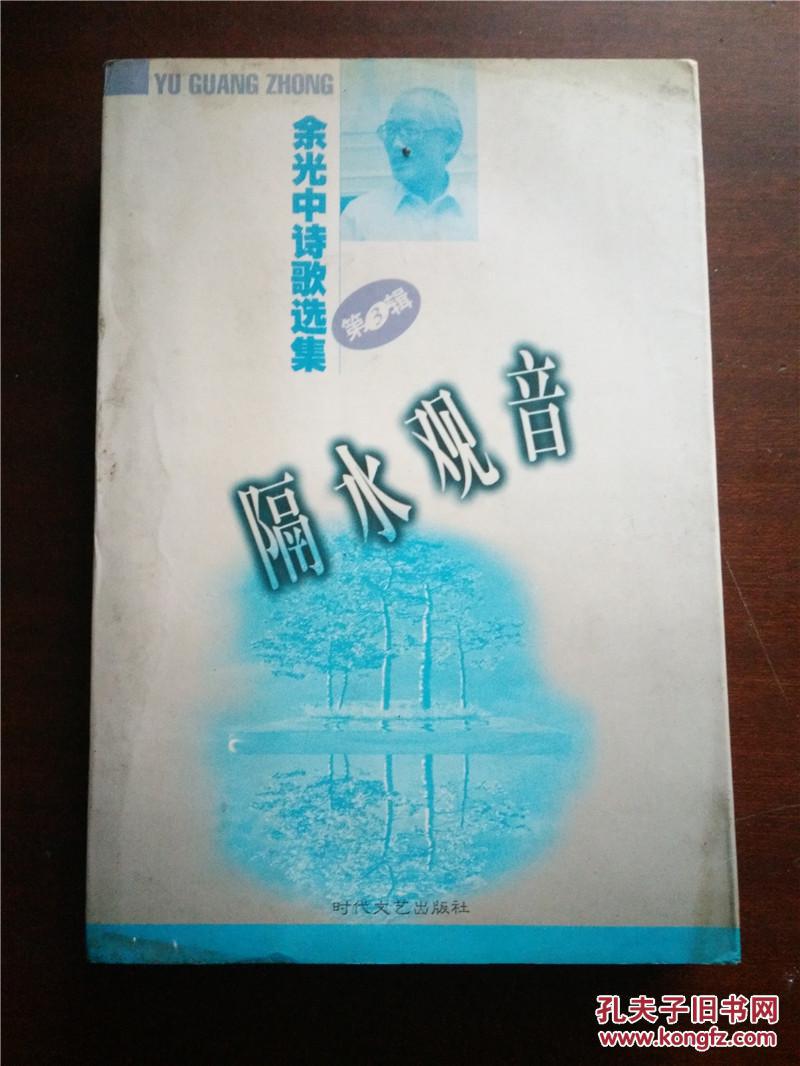 YU GUANG ZHONG
余光中诗歌选集
第3辑
隔水观音
时代文艺出版社
孔夫子旧书网
www.kongfz.com